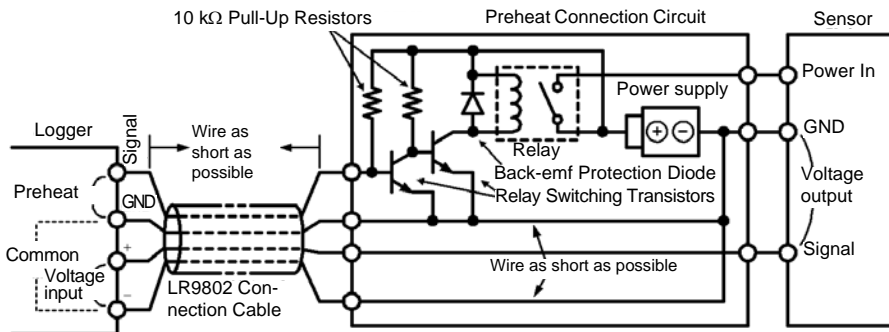 10 kΩ Pull-Up Resistors
Preheat Connection Circuit
Sensor
Power In
Power supply
Logger
Signal
Wire as
short as
possible
GND
Relay
Back-emf Protection Diode
Relay Switching Transistors
Voltage
output
Preheat
GND
+
Common
Voltage
input
−
Signal
Wire as short as possible
LR9802 Con-
nection Cable
+ −